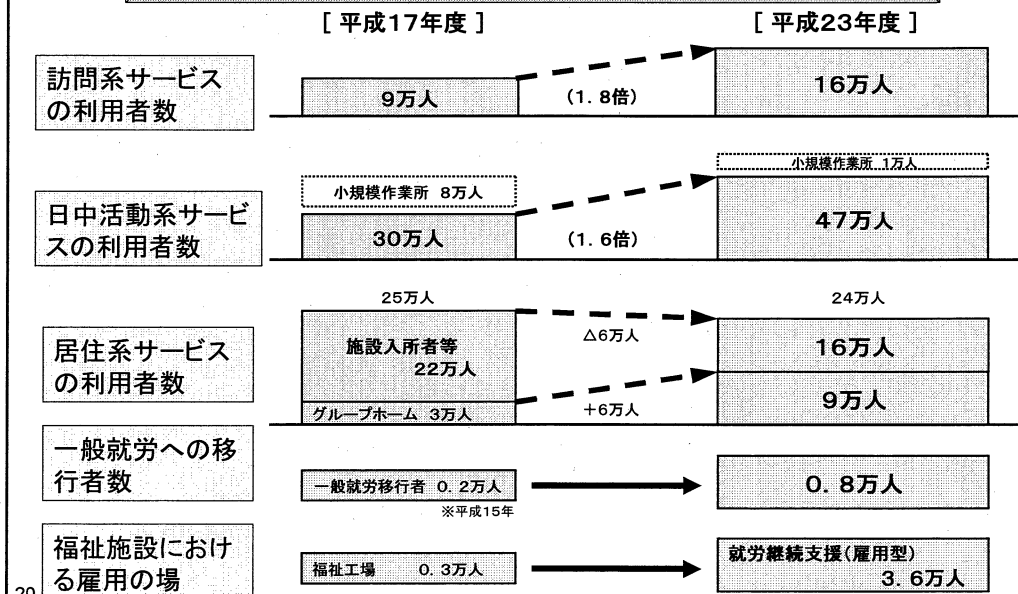 [ 平成17年度 ]
[ 平成23年度 ]
訪問系サービス
の利用者数
9万人
(1. 8倍)
16万人
日中活動系サービ
スの利用者数
小規模作業所 8万人
30万人
(1. 6倍)
小規模作業所 1万人
47万人
居住系サービス
の利用者数
25万人
施設入所者等
22万人
グループホーム 3万人
△6万人
+6万人
24万人
16万人
9万人
一般就労への移
行者数
一般就労移行者 0. 2万人
※平成15年
0. 8万人
福祉施設におけ
る雇用の場
福祉工場 0. 3万人
就労継続支援(雇用型)
3. 6万人
20